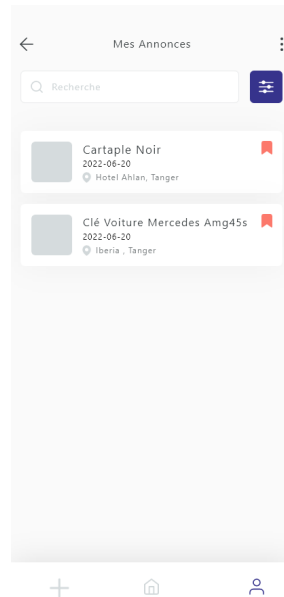 Mes Annonces
Recherche
Cartaple Noir
2022-06-20
Hotel Ahlan, Tanger
Clé Voiture Mercedes Amg45s
2022-06-20
Iberia , Tanger